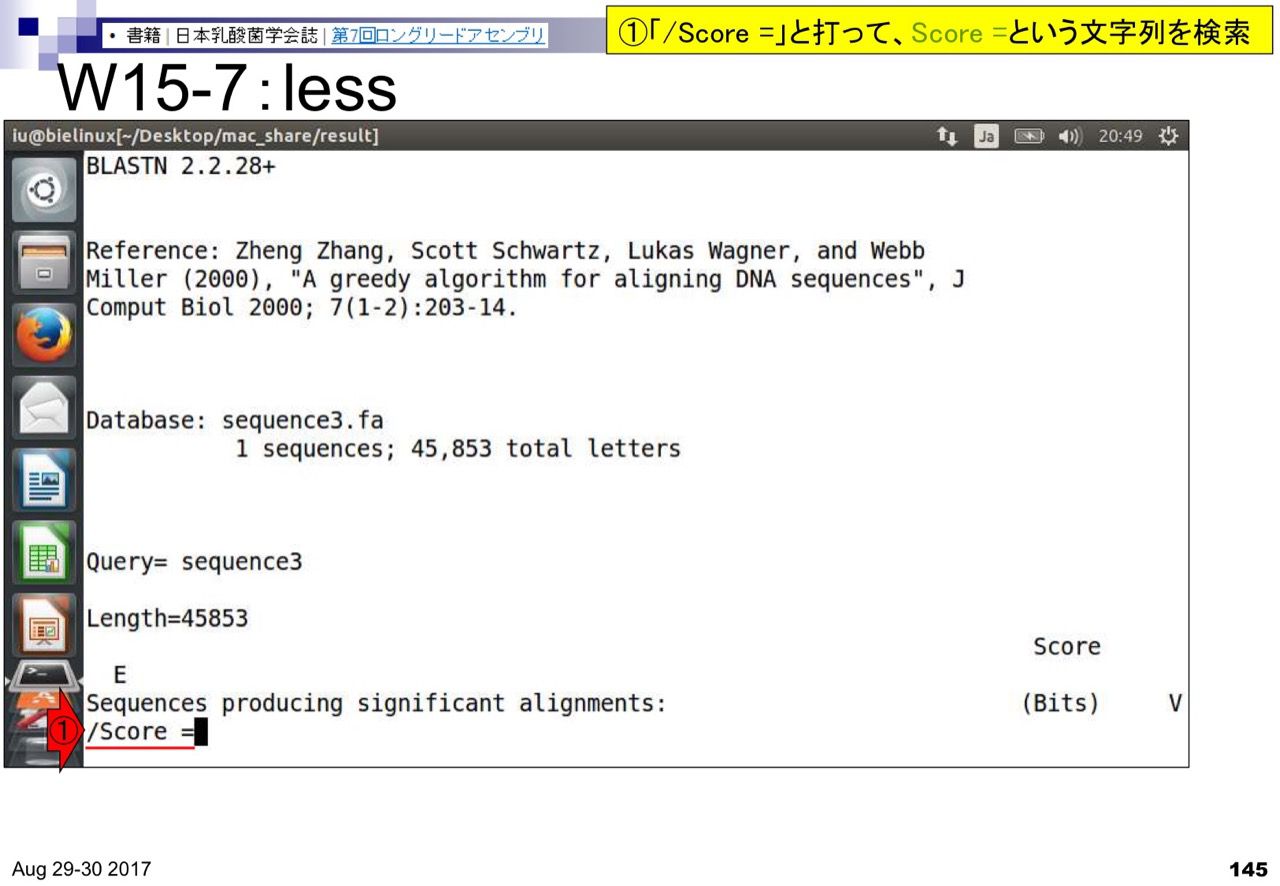 ・ 書籍 | 日本乳酸菌学会誌 | 第7回ロングリードアセンブリ
①「/Score =」と打って、Score =という文字列を検索
W15-7：less
iu@bielinux[~/Desktop/mac_share/result]
Ja
20:49
BLASTN 2.2.28+
Reference: Zheng Zhang, Scott Schwartz, Lukas Wagner, and Webb
Miller (2000), "A greedy algorithm for aligning DNA sequences", J
Comput Biol 2000; 7(1-2):203-14.
Database: sequence3.fa
1 sequences; 45,853 total letters
Query= sequence3
Length=45853
Score
E
Sequences producing significant alignments: (Bits) V
① /Score =
Aug 29-30 2017
145